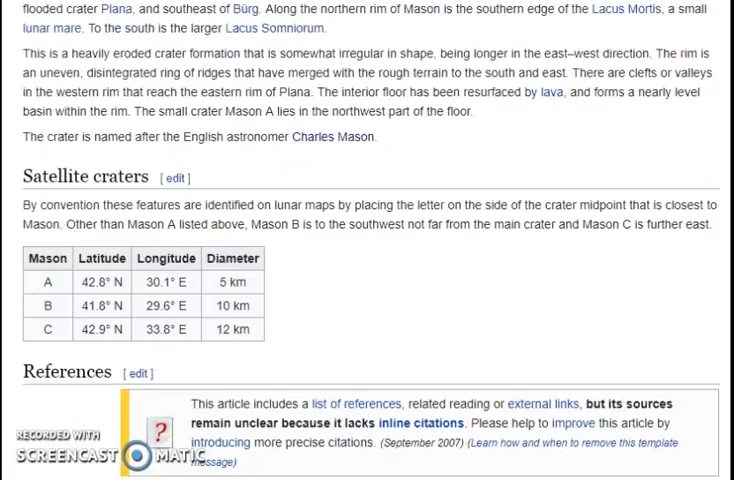 flooded crater Plana, and southeast of Bürg. Along the northern rim of Mason is the southern edge of the Lacus Mortis, a small
lunar mare. To the south is the larger Lacus Somniorum.
This is a heavily eroded crater formation that is somewhat irregular in shape, being longer in the east–west direction. The rim is
an uneven, disintegrated ring of ridges that have merged with the rough terrain to the south and east. There are clefts or valleys
in the western rim that reach the eastern rim of Plana. The interior floor has been resurfaced by lava, and forms a nearly level
basin within the rim. The small crater Mason A lies in the northwest part of the floor.
The crater is named after the English astronomer Charles Mason.
Satellite craters [ edit ]
By convention these features are identified on lunar maps by placing the letter on the side of the crater midpoint that is closest to
Mason. Other than Mason A listed above, Mason B is to the southwest not far from the main crater and Mason C is further east.
Mason Latitude Longitude Diameter
A 42.8° N 30.1° E 5 km
B 41.8° N 29.6° E 10 km
C 42.9° N 33.8° E 12 km
References [ edit ]
This article includes a list of references, related reading or external links, but its sources
remain unclear because it lacks inline citations. Please help to improve this article by
introducing more precise citations. (September 2007) (Learn how and when to remove this template
message)
?
RECORDED WITH
SCREENCAST MATIC